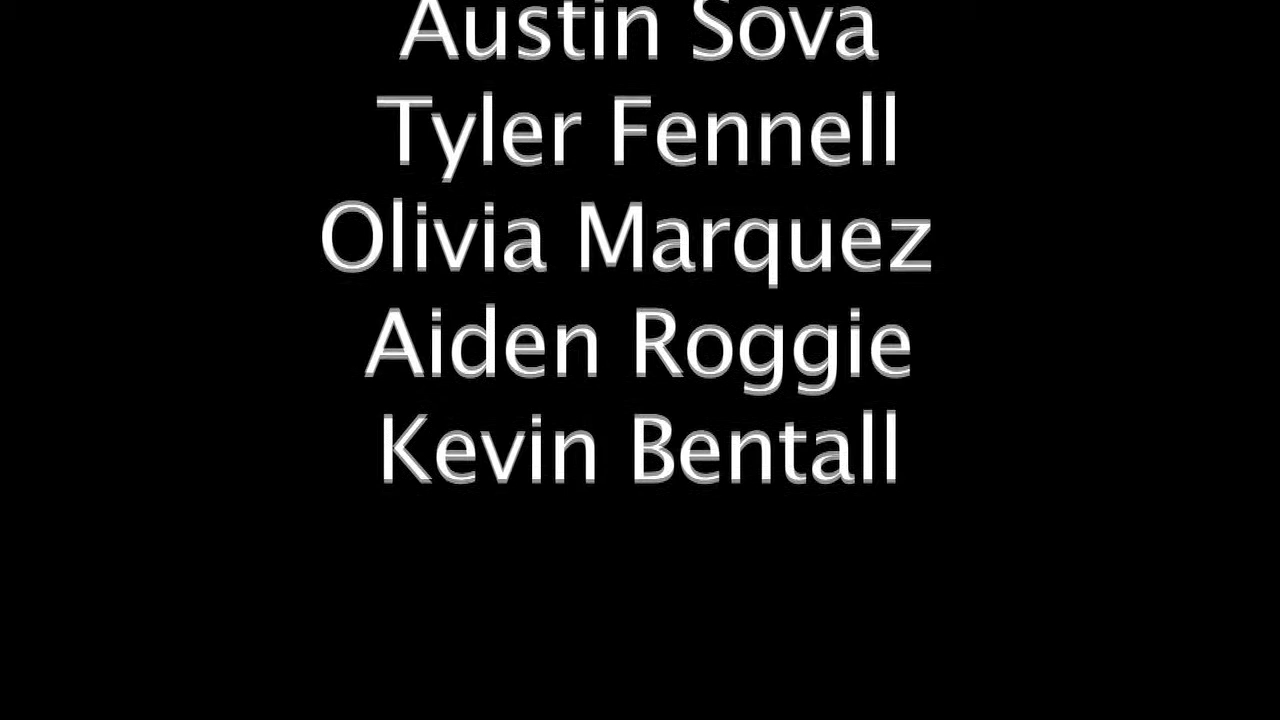 Austin Sova
Tyler Fennell
Olivia Marquez
Aiden Roggie
Kevin Bentall